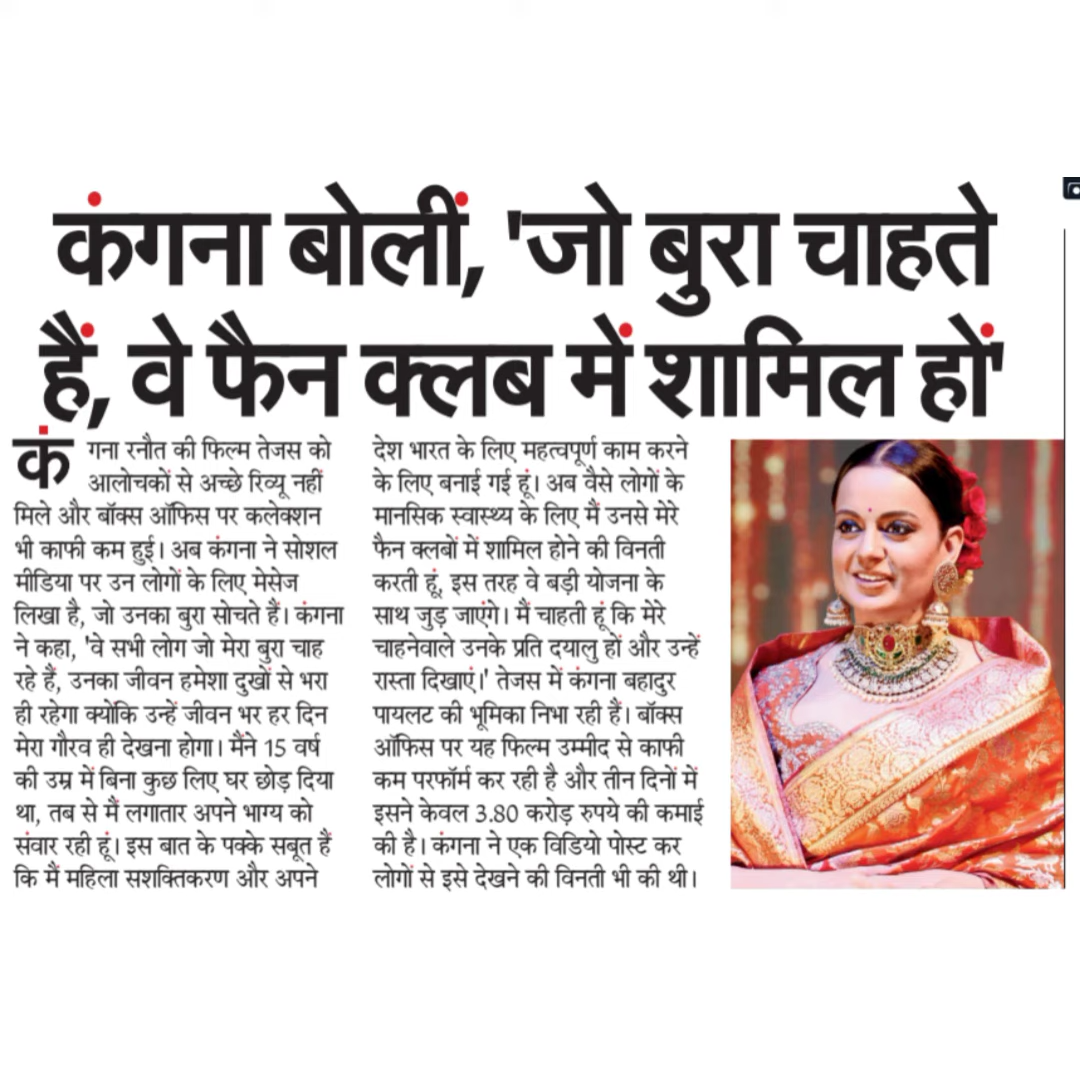 कंगना बोलीं, 'जो बुरा चाहते
हैं, वे फैन क्लब में शामिल हों'
कंगना रनौत की फिल्म तेजस को
आलोचकों से अच्छे रिव्यू नहीं
मिले और बॉक्स ऑफिस पर कलेक्शन
भी काफी कम हुई। अब कंगना ने सोशल
मीडिया पर उन लोगों के लिए मेसेज
लिखा है, जो उनका बुरा सोचते हैं। कंगना
ने कहा, 'वे सभी लोग जो मेरा बुरा चाह
रहे हैं, उनका जीवन हमेशा दुखों से भरा
ही रहेगा क्योंकि उन्हें जीवन भर हर दिन
मेरा गौरव ही देखना होगा। मैंने 15 वर्ष
की उम्र में बिना कुछ लिए घर छोड़ दिया
था, तब से मैं लगातार अपने भाग्य को
संवार रही हूं। इस बात के पक्के सबूत हैं
कि मैं महिला सशक्तिकरण और अपने
देश भारत के लिए महत्वपूर्ण काम करने
के लिए बनाई गई हूं। अब वैसे लोगों के
मानसिक स्वास्थ्य के लिए मैं उनसे मेरे
फैन क्लबों में शामिल होने की विनती
करती हूं, इस तरह वे बड़ी योजना के
साथ जुड़ जाएंगे। मैं चाहती हूं कि मेरे
चाहनेवाले उनके प्रति दयालु हों और उन्हें
रास्ता दिखाएं।' तेजस में कंगना बहादुर
पायलट की भूमिका निभा रही हैं। बॉक्स
ऑफिस पर यह फिल्म उम्मीद से काफी
कम परफॉर्म कर रही है और तीन दिनों में
इसने केवल 3.80 करोड़ रुपये की कमाई
की है। कंगना ने एक विडियो पोस्ट कर
लोगों से इसे देखने की विनती भी की थी।